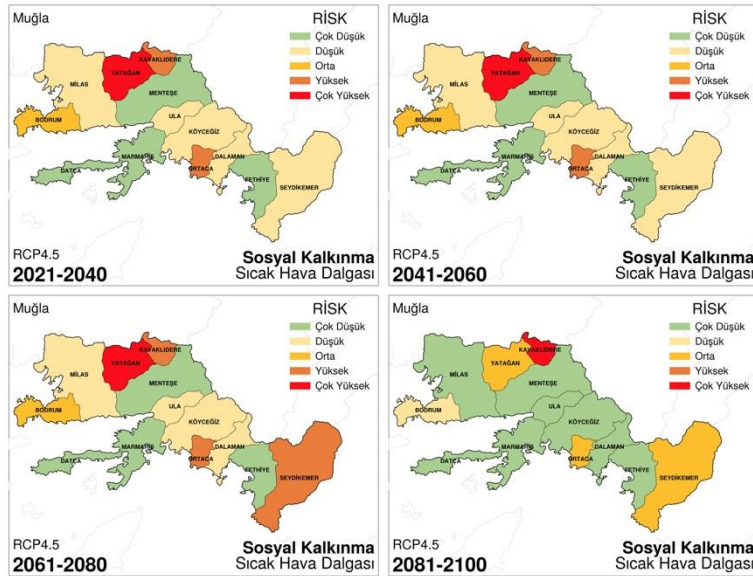 Muğla
RİSK
Çok Düşük
Düşük
Orta
Yüksek
Çok Yüksek
KAVAKLIDERE
YATAĞAN
MİLAS
MENTEŞE
BODRUM
ULA
KÖYCEĞİZ
MARMARİS
DALAMAN
DATÇA
ORTACA
FETHİYE
SEYDİKEMER
RCP4.5
2021-2040
Sosyal Kalkınma
Sıcak Hava Dalgası
Muğla
RİSK
Çok Düşük
Düşük
Orta
Yüksek
Çok Yüksek
KAVAKLIDERE
YATAĞAN
MİLAS
MENTEŞE
BODRUM
ULA
KÖYCEĞİZ
MARMARİS
DALAMAN
DATÇA
ORTACA
FETHİYE
SEYDİKEMER
RCP4.5
2041-2060
Sosyal Kalkınma
Sıcak Hava Dalgası
Muğla
RİSK
Çok Düşük
Düşük
Orta
Yüksek
Çok Yüksek
KAVAKLIDERE
YATAĞAN
MİLAS
MENTEŞE
BODRUM
ULA
KÖYCEĞİZ
MARMARİS
DALAMAN
DATÇA
ORTACA
FETHİYE
SEYDİKEMER
RCP4.5
2061-2080
Sosyal Kalkınma
Sıcak Hava Dalgası
Muğla
RİSK
Çok Düşük
Düşük
Orta
Yüksek
Çok Yüksek
KAVAKLIDERE
YATAĞAN
MİLAS
MENTEŞE
BODRUM
ULA
KÖYCEĞİZ
MARMARİS
DALAMAN
DATÇA
ORTACA
FETHİYE
SEYDİKEMER
RCP4.5
2081-2100
Sosyal Kalkınma
Sıcak Hava Dalgası